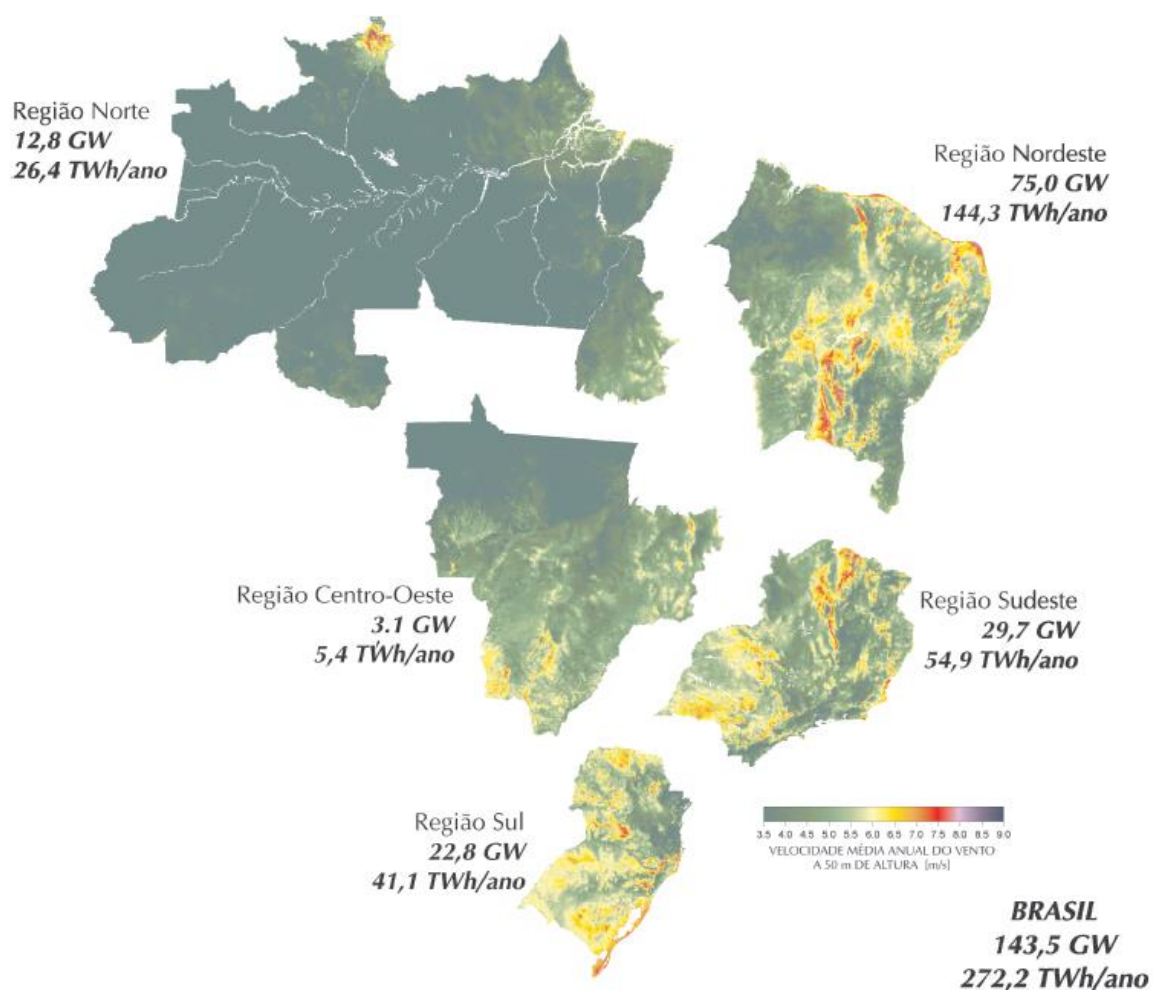 Região Norte
12,8 GW
26,4 TWh/ano
Região Nordeste
75,0 GW
144,3 TWh/ano
Região Centro-Oeste
3.1 GW
5,4 TWh/ano
Região Sudeste
29,7 GW
54,9 TWh/ano
Região Sul
22,8 GW
41,1 TWh/ano
3.5 4.0 4.5 5.0 5.5 6.0 6.5 7.0 7.5 8.0 8.5 9.0
VELOCIDADE MÉDIA ANUAL DO VENTO
A 50 m DE ALTURA [m/s]
BRASIL
143,5 GW
272,2 TWh/ano